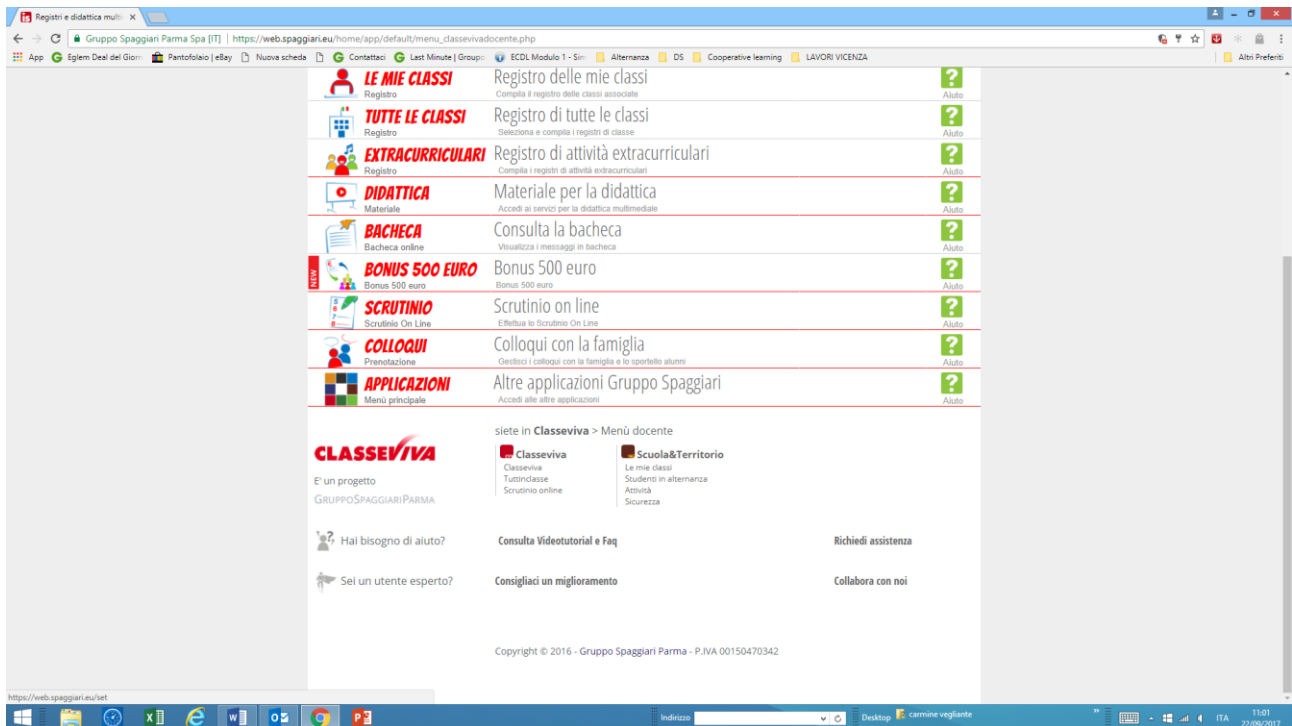 Registri e didattica multi
Gruppo Spaggiari Parma Spa [IT] | https://web.spaggiari.eu/home/app/default/menu_classevivadocente.php
App Eglem Deal del Giorn Pantofolaio | eBay Nuova scheda Contattaci Last Minute | Groupo ECDL Modulo 1 - Sim Alternanza DS Cooperative learning LAVORI VICENZA Altri Preferiti
LE MIE CLASSI Registro delle mie classi
Registro Compila il registro delle classi associate Aiuto
TUTTE LE CLASSI Registro di tutte le classi
Registro Seleziona e compila i registri di classe Aiuto
EXTRACURRICULARI Registro di attività extracurriculari
Registro Compila i registri di attività extracurriculari Aiuto
DIDATTICA Materiale per la didattica
Materiale Accedi ai servizi per la didattica multimediale Aiuto
BACHECA Consulta la bacheca
Bacheca online Visualizza i messaggi in bacheca Aiuto
NEW BONUS 500 EURO Bonus 500 euro
Bonus 500 euro Bonus 500 euro Aiuto
SCRUTINIO Scrutinio on line
Scrutinio On Line Effettua lo Scrutinio On Line Aiuto
COLLOQUI Colloqui con la famiglia
Prenotazione Gestisci i colloqui con la famiglia e lo sportello alunni Aiuto
APPLICAZIONI Altre applicazioni Gruppo Spaggiari
Menù principale Accedi alle altre applicazioni Aiuto
siete in Classeviva > Menù docente
CLASSEVIVA
E' un progetto
GRUPPOSPAGGIARIPARMA
Classeviva
Classeviva
Tuttinclasse
Scrutinio online
Scuola&Territorio
Le mie classi
Studenti in alternanza
Attività
Sicurezza
Hai bisogno di aiuto? Consulta Videotutorial e Faq Richiedi assistenza
Sei un utente esperto? Consigliaci un miglioramento Collabora con noi
Copyright © 2016 - Gruppo Spaggiari Parma - P.IVA 00150470342
https://web.spaggiari.eu/set
Indirizzo Desktop carmine vegliante ITA 11:01
22/09/2017